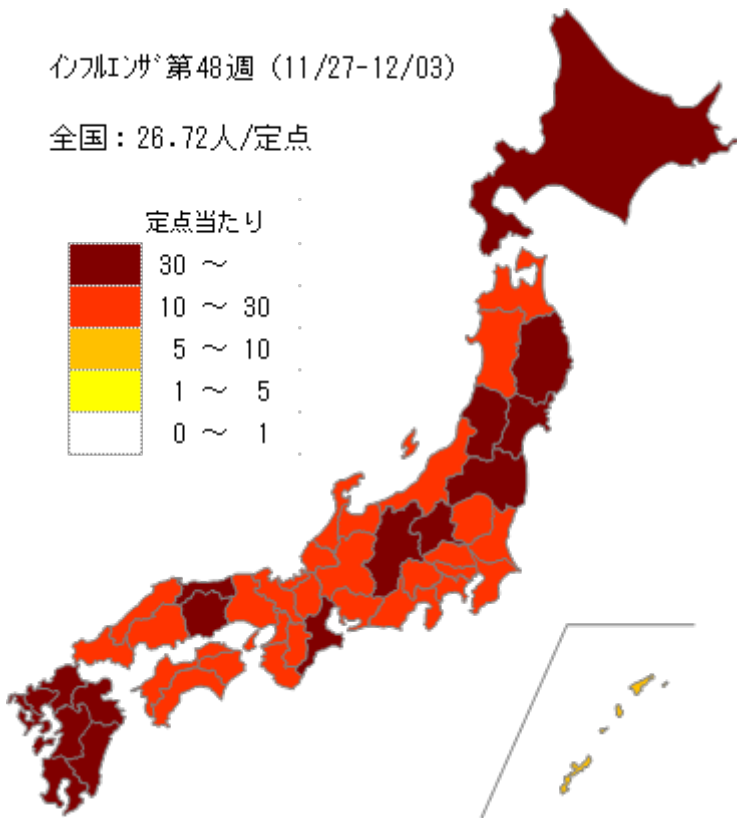 ｲﾝﾌﾙｴﾝｻﾞ第48週 (11/27-12/03)
全国：26.72人/定点
定点当たり
30 ～
10 ～ 30
5 ～ 10
1 ～ 5
0 ～ 1